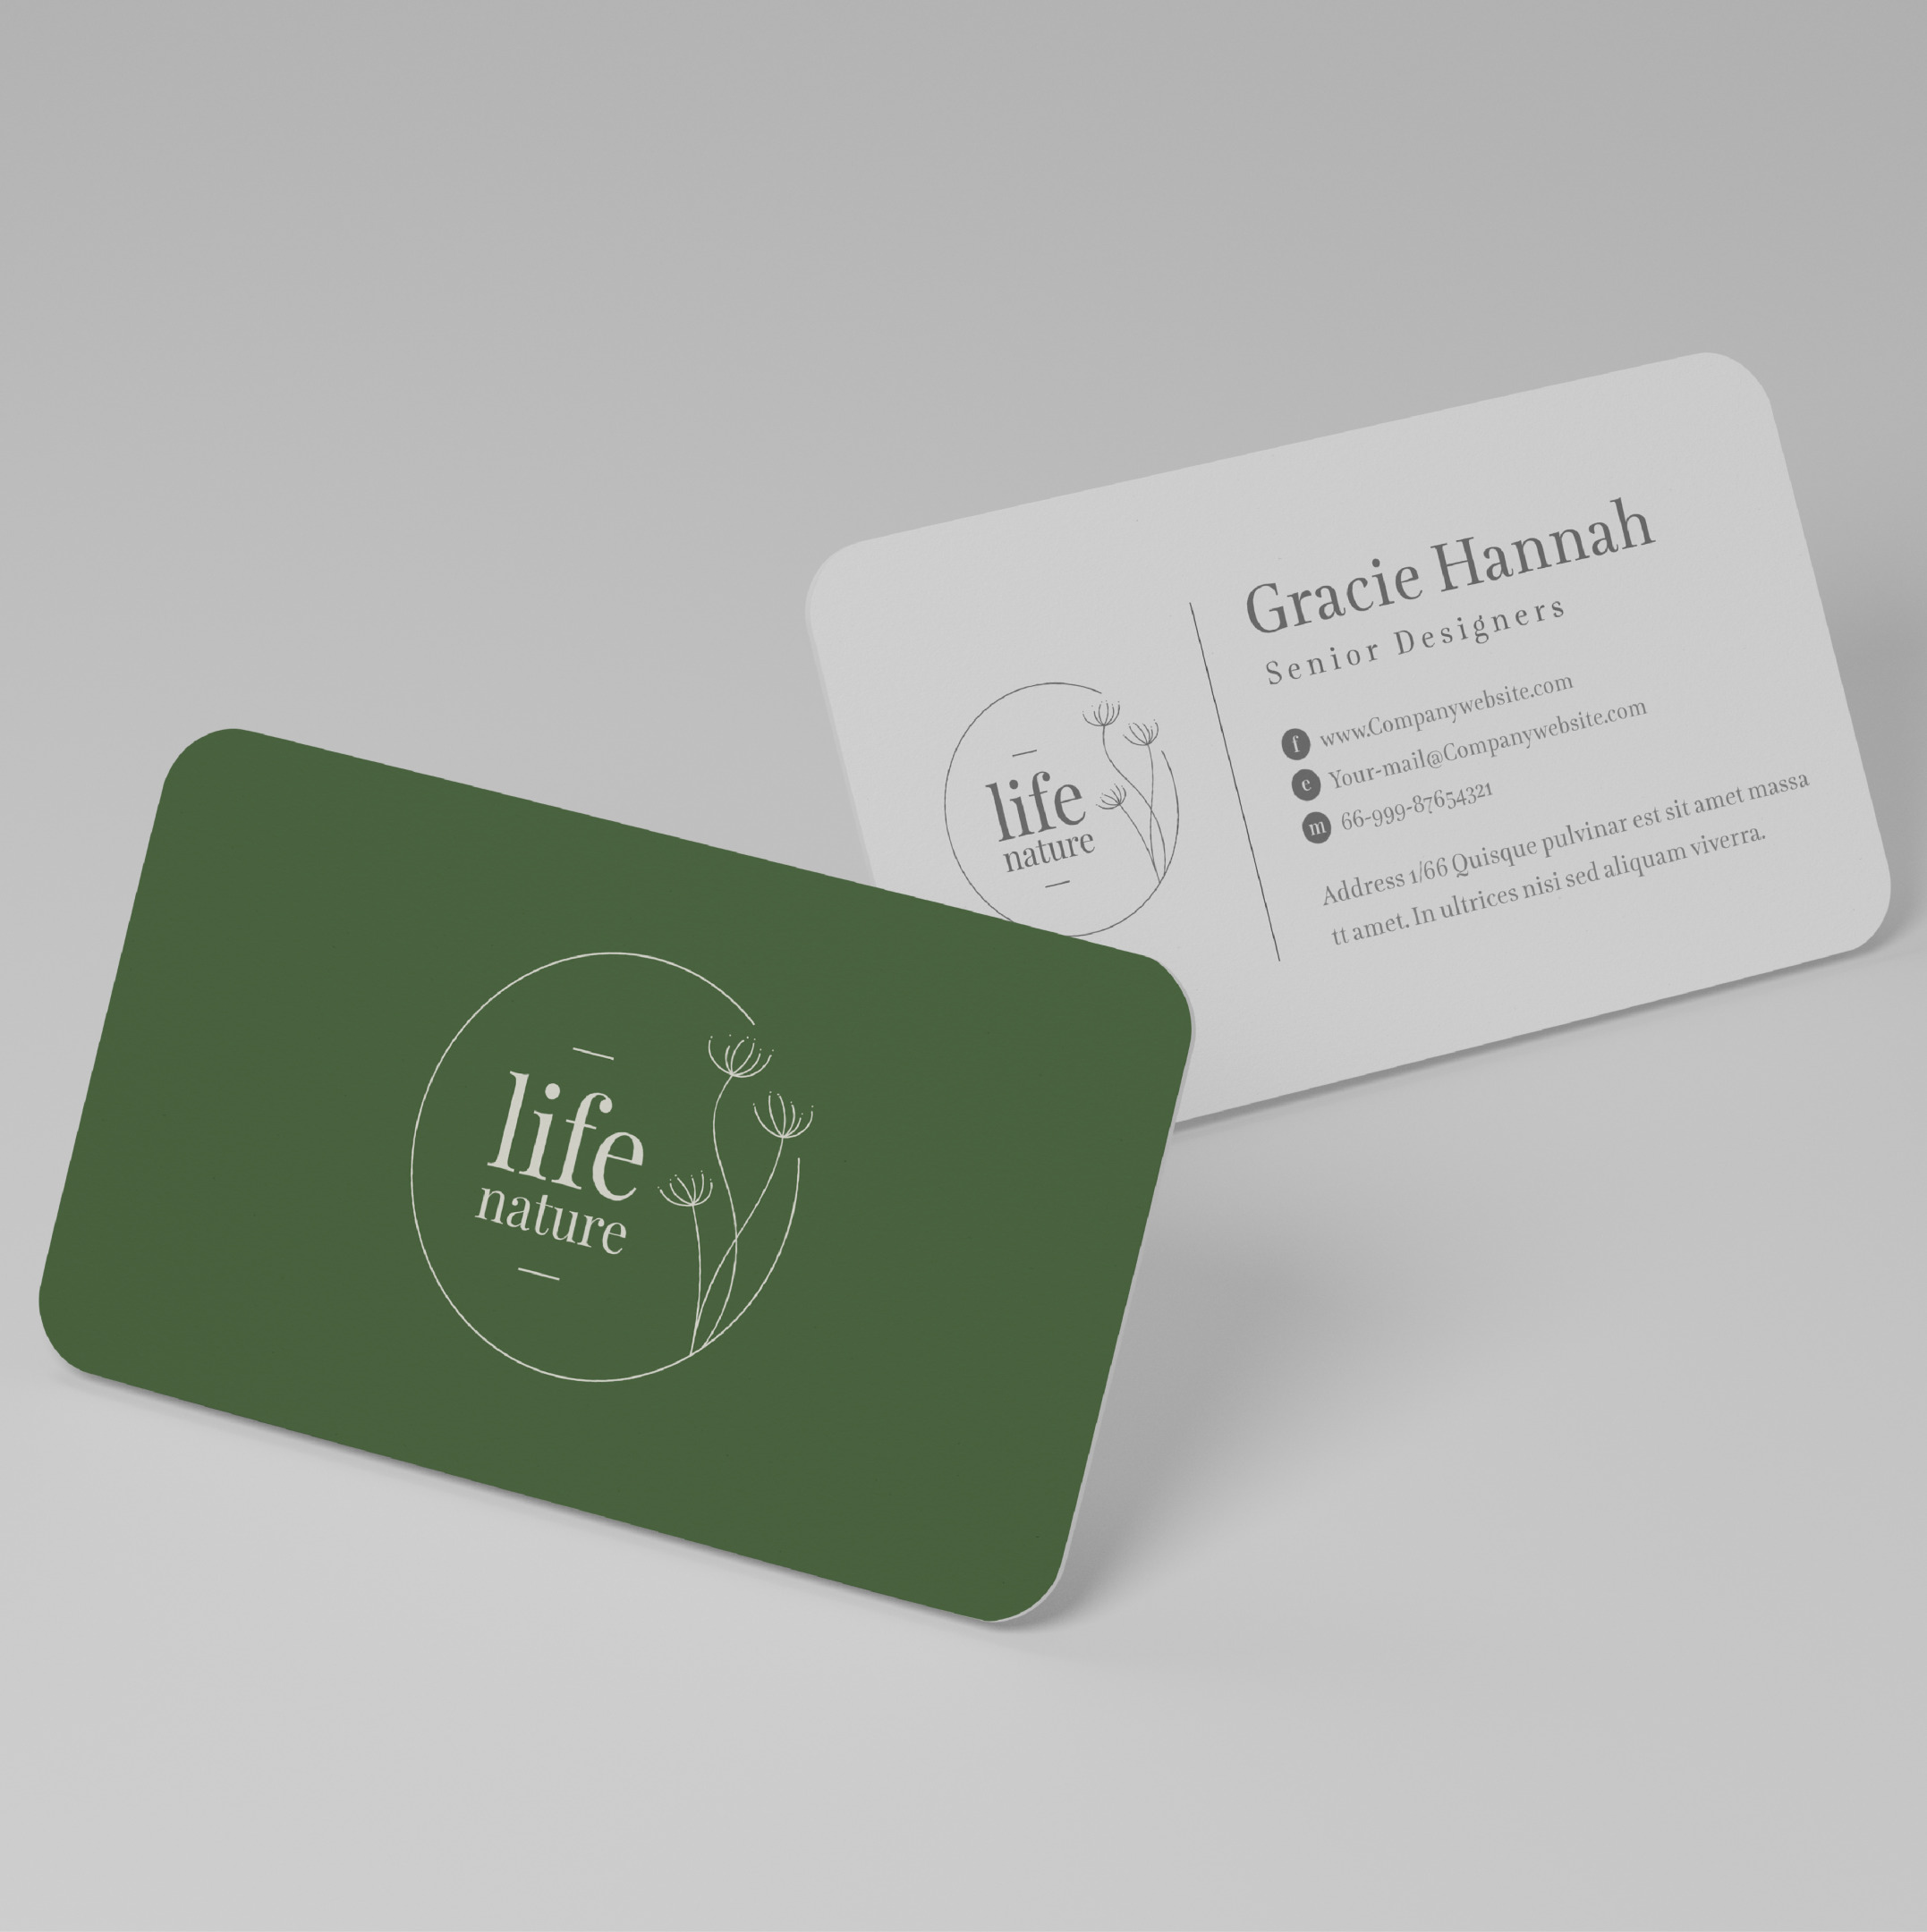 life
nature
Gracie Hannah
Senior Designers
f www.Companywebsite.com
e Your-mail@Companywebsite.com
m 66-999-87654321
Address 1/66 Quisque pulvinar est sit amet massa
tt amet. In ultrices nisi sed aliquam viverra.
life
nature